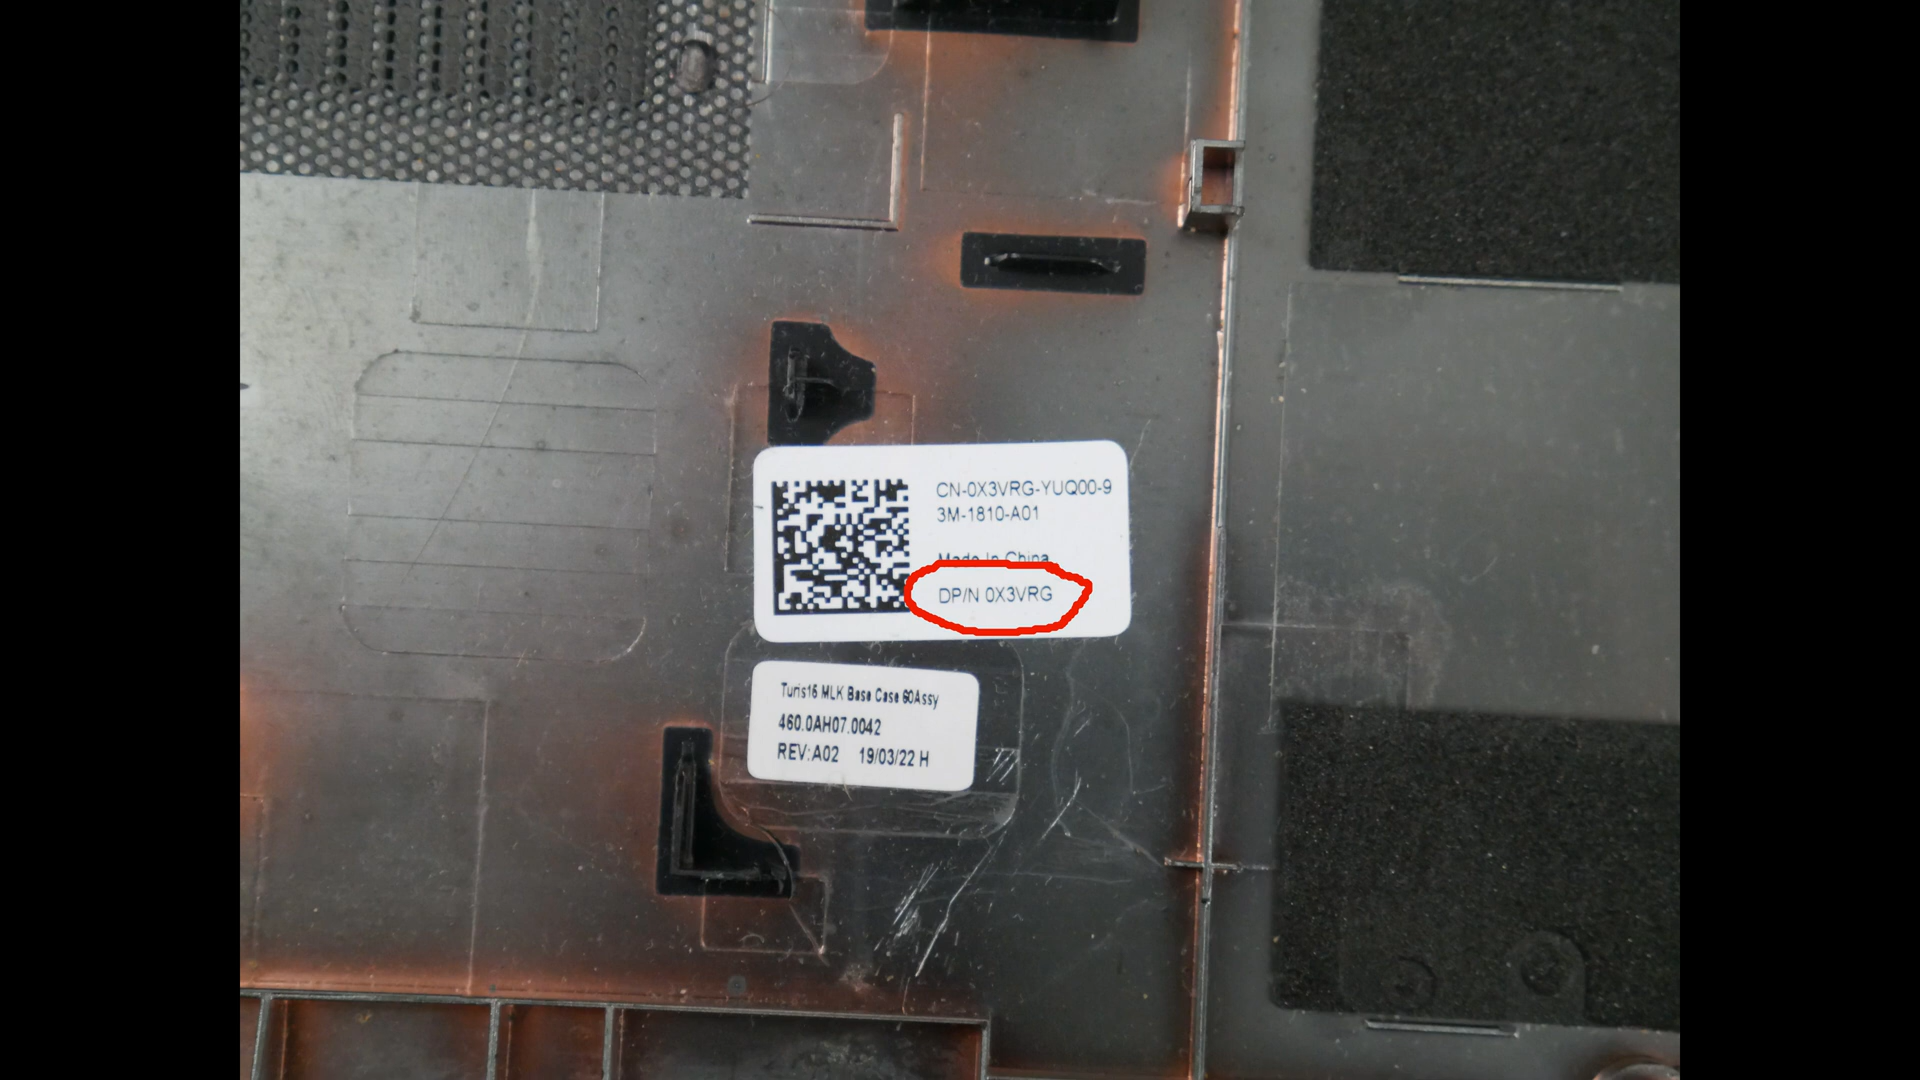 CN-0X3VRG-YUQ00-9
3M-1810-A01
Made In China
DP/N 0X3VRG
Turis15 MLK Base Case 60Assy
460.0AH07.0042
REV:A02 19/03/22 H